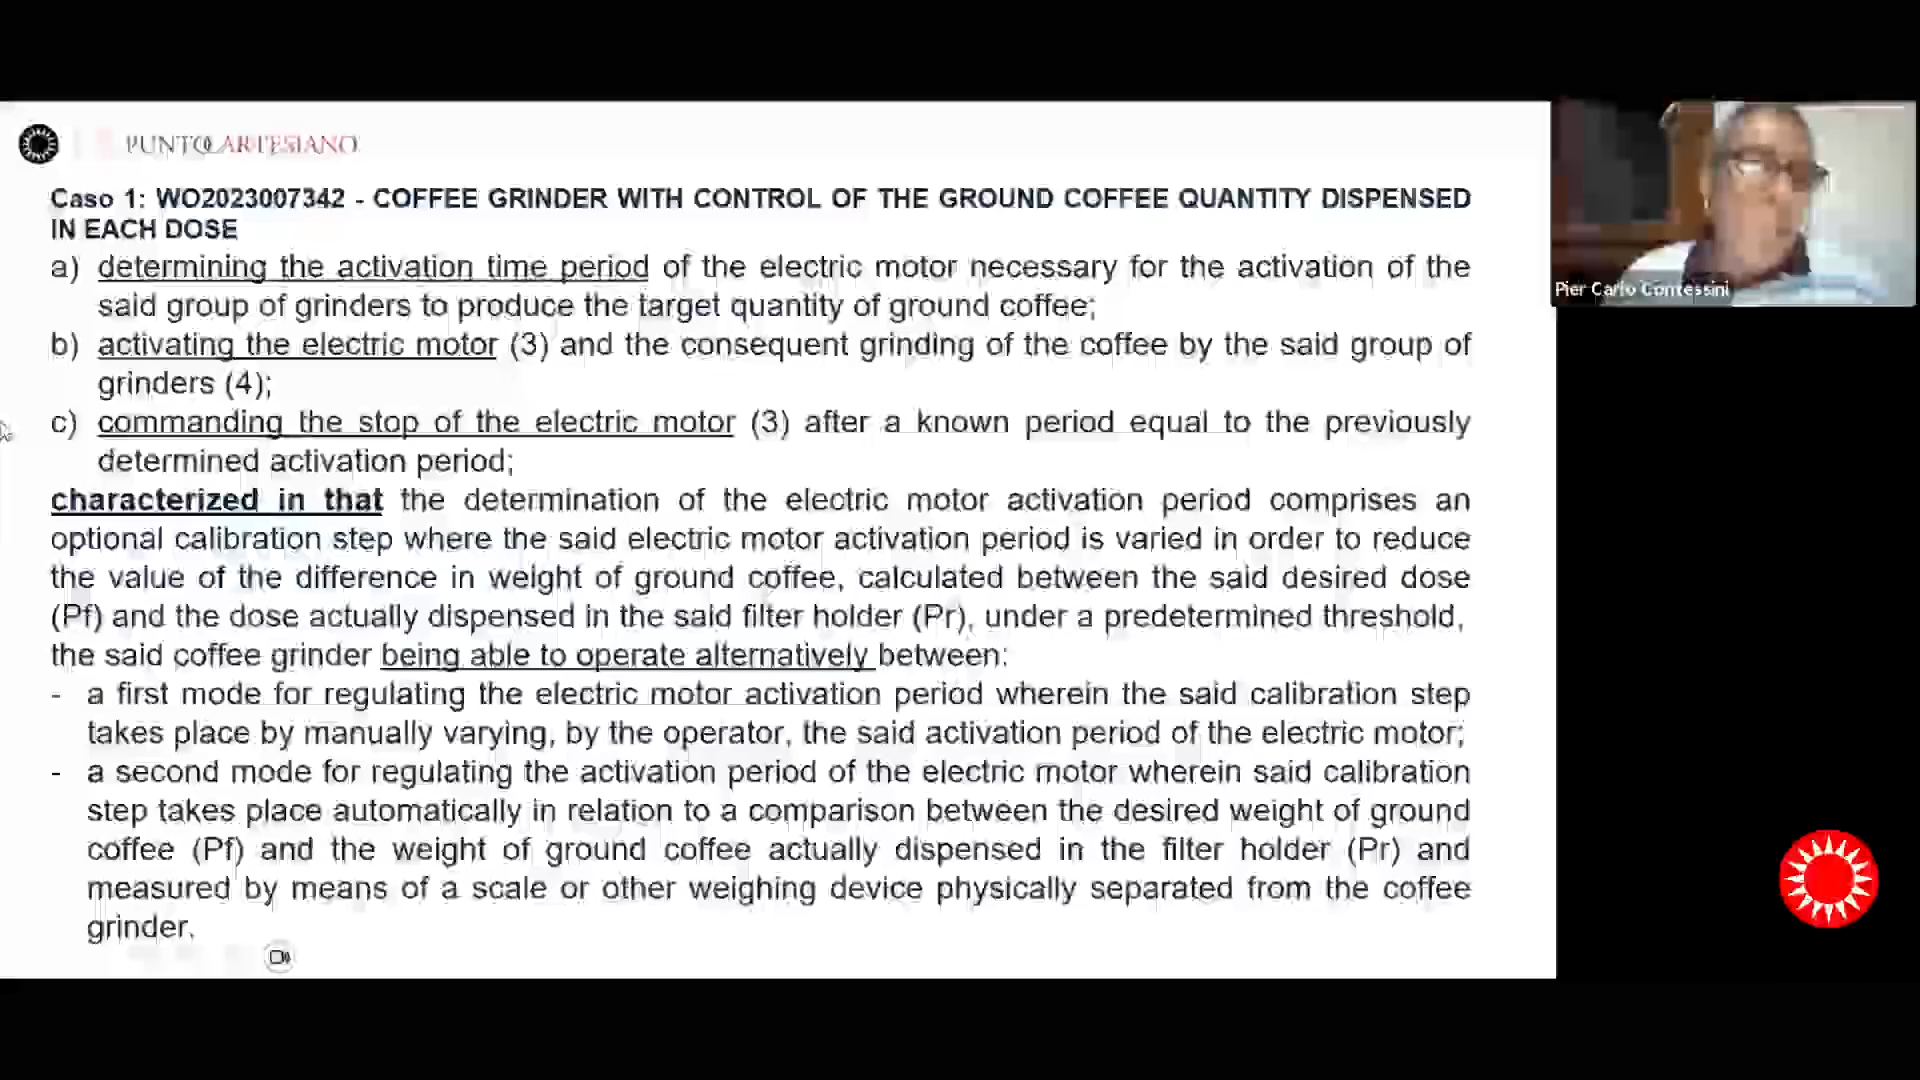 PUNTO ARTESIANO
Caso 1: WO2023007342 - COFFEE GRINDER WITH CONTROL OF THE GROUND COFFEE QUANTITY DISPENSED
IN EACH DOSE
a) determining the activation time period of the electric motor necessary for the activation of the
said group of grinders to produce the target quantity of ground coffee;
b) activating the electric motor (3) and the consequent grinding of the coffee by the said group of
grinders (4);
c) commanding the stop of the electric motor (3) after a known period equal to the previously
determined activation period;
characterized in that the determination of the electric motor activation period comprises an
optional calibration step where the said electric motor activation period is varied in order to reduce
the value of the difference in weight of ground coffee, calculated between the said desired dose
(Pf) and the dose actually dispensed in the said filter holder (Pr), under a predetermined threshold,
the said coffee grinder being able to operate alternatively between:
- a first mode for regulating the electric motor activation period wherein the said calibration step
takes place by manually varying, by the operator, the said activation period of the electric motor;
- a second mode for regulating the activation period of the electric motor wherein said calibration
step takes place automatically in relation to a comparison between the desired weight of ground
coffee (Pf) and the weight of ground coffee actually dispensed in the filter holder (Pr) and
measured by means of a scale or other weighing device physically separated from the coffee
grinder.
Pier Carlo Contessini